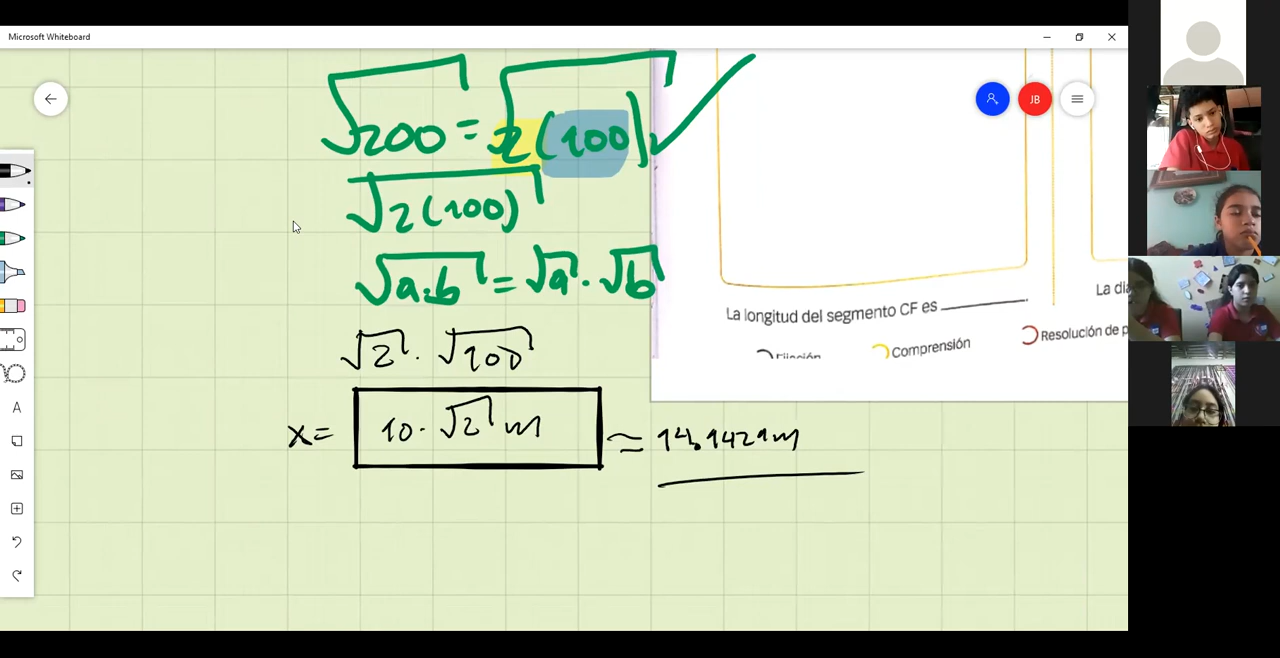 Microsoft Whiteboard
√200 = √2(100)
√2(100)
√a·b = √a · √b
√2 · √100
x= 10·√2 m ≈ 14,1421m
JB
La longitud del segmento CF es
La dia
Comprensión
Resolución de p
A